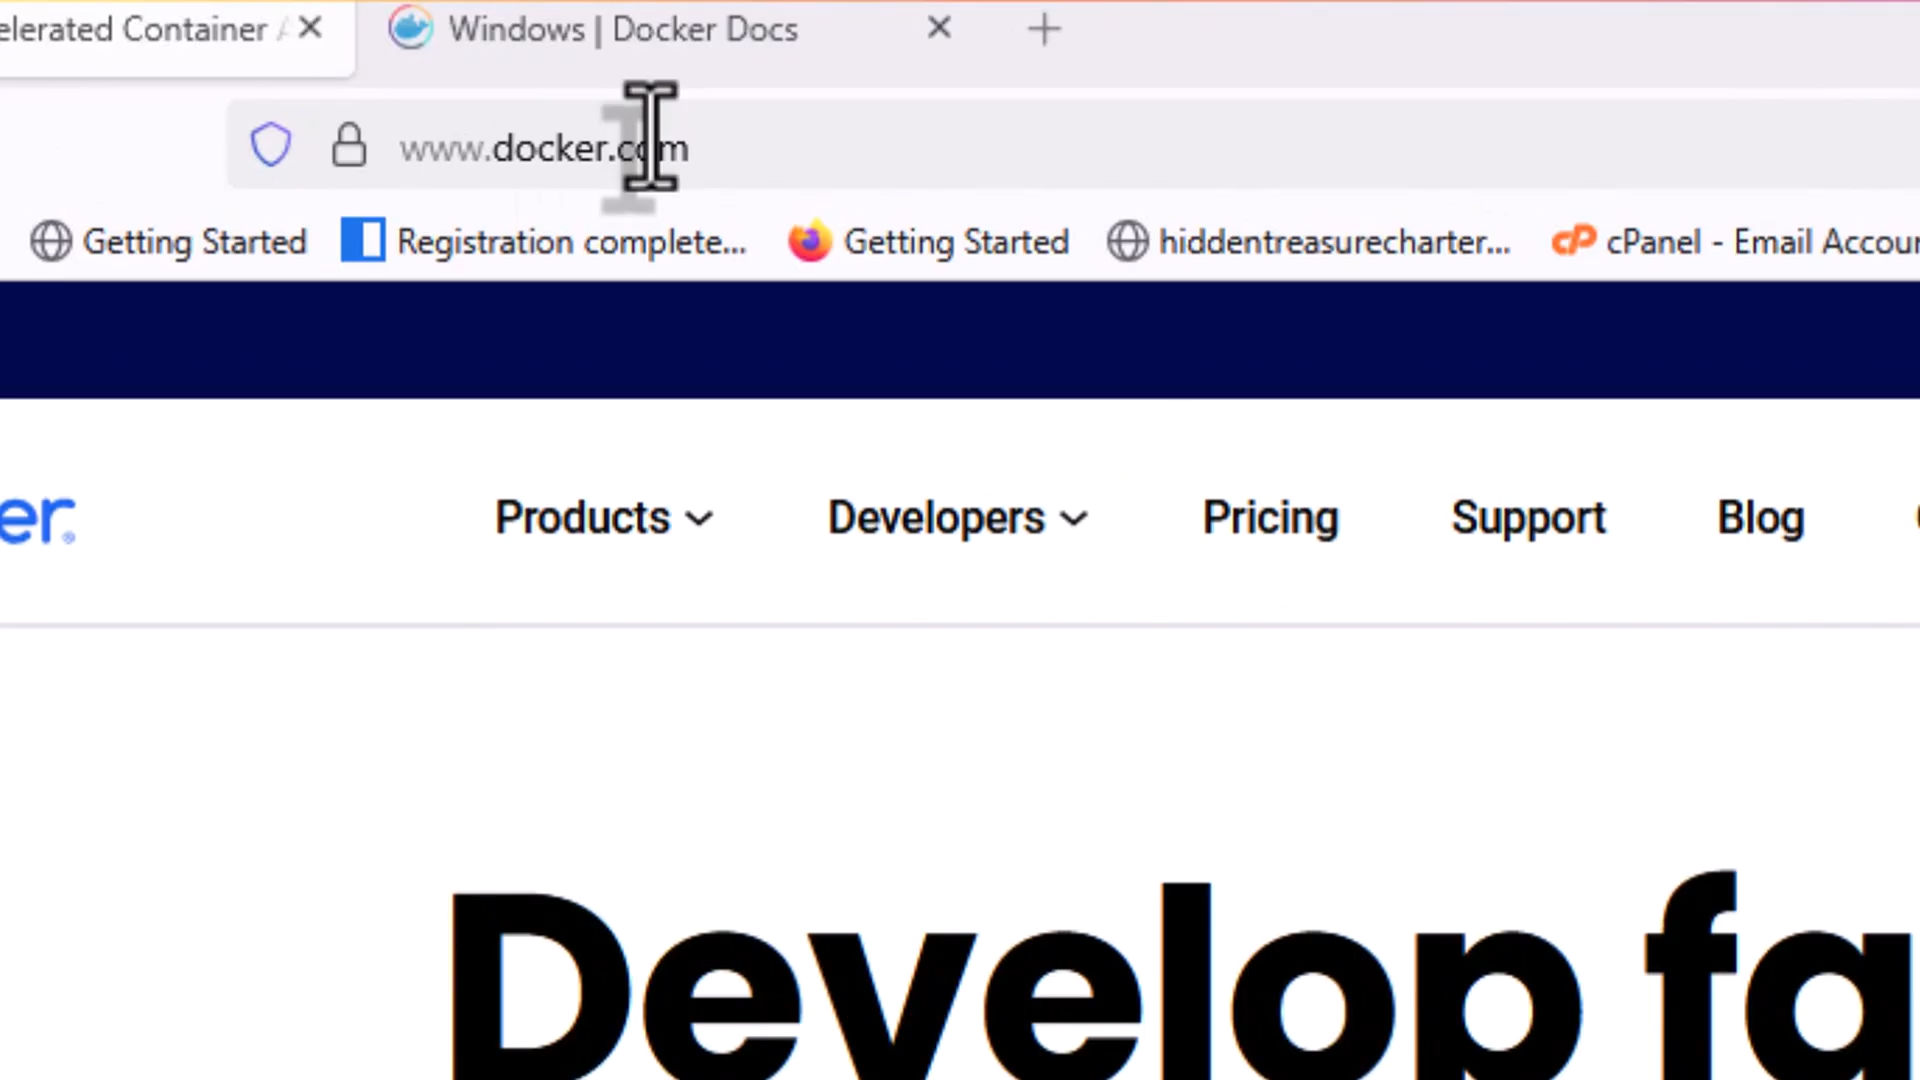 elerated Container
Windows | Docker Docs
www.docker.com
Getting Started
Registration complete...
Getting Started
hiddentreasurecharter...
cPanel - Email Accoun
er
Products
Developers
Pricing
Support
Blog
Develop fa